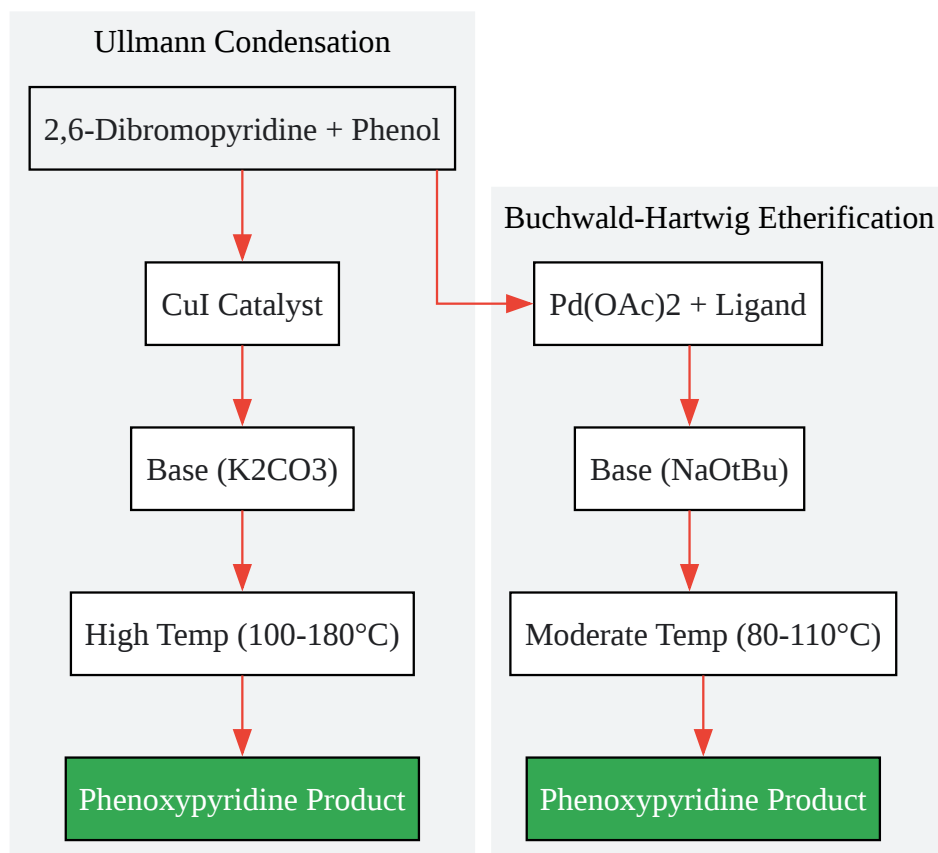 Ullmann Condensation
2,6-Dibromopyridine + Phenol
CuI Catalyst
Base (K2CO3)
High Temp (100-180°C)
Phenoxypyridine Product
Buchwald-Hartwig Etherification
Pd(OAc)2 + Ligand
Base (NaOtBu)
Moderate Temp (80-110°C)
Phenoxypyridine Product